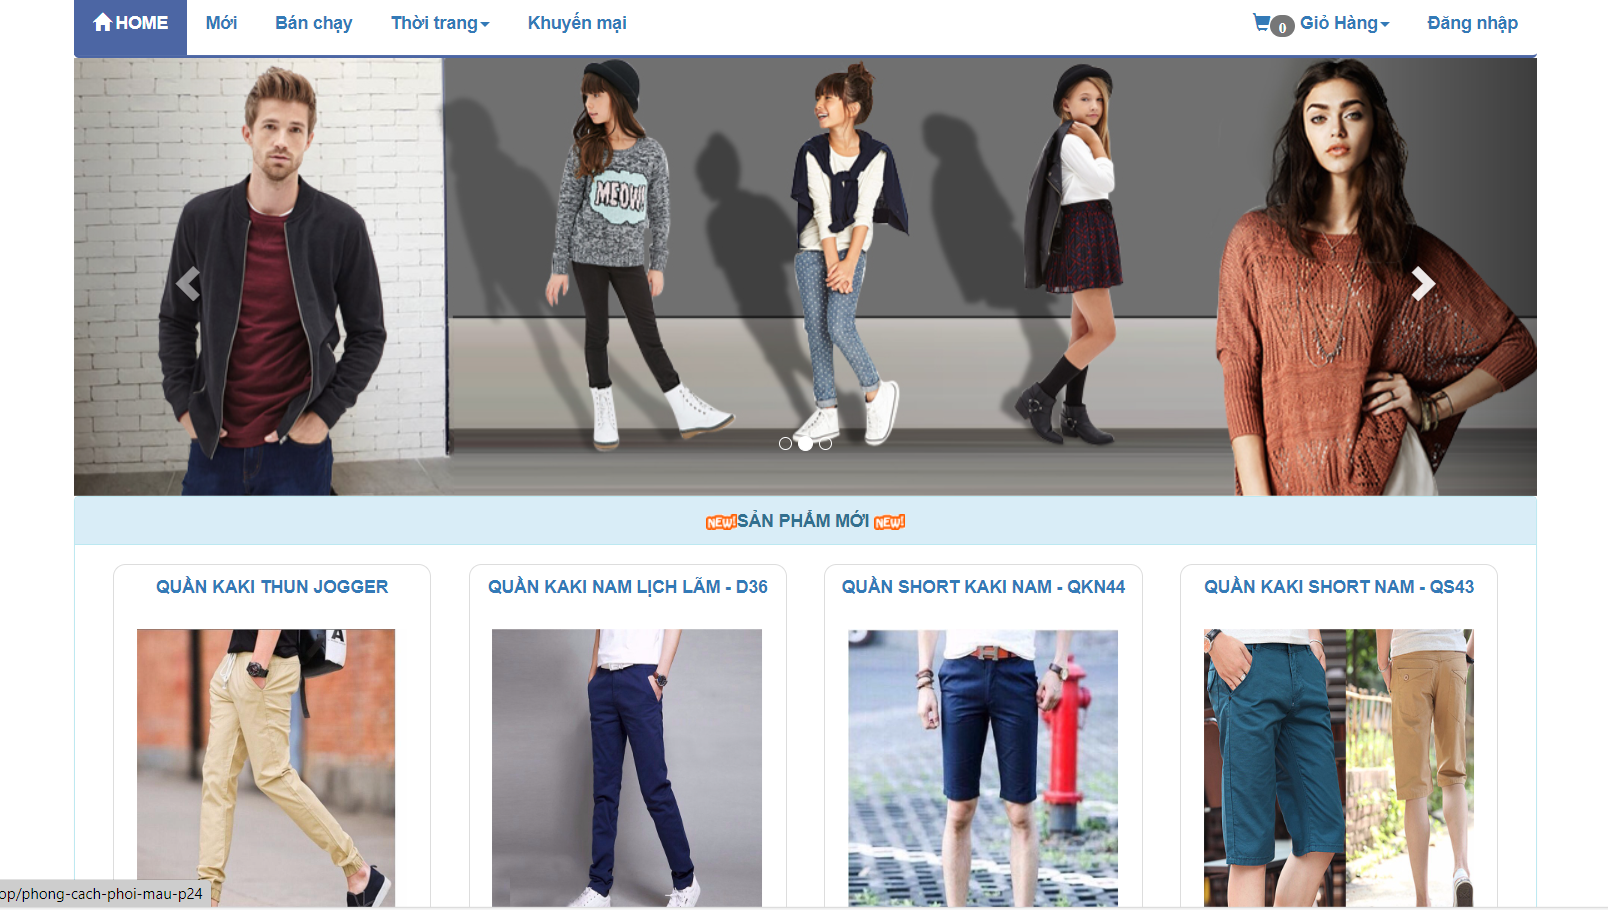 HOME Mới Bán chạy Thời trang Khuyến mại 0 Giỏ Hàng Đăng nhập
MEOW!
NEW! SẢN PHẨM MỚI NEW!
QUẦN KAKI THUN JOGGER
QUẦN KAKI NAM LỊCH LÃM - D36
QUẦN SHORT KAKI NAM - QKN44
QUẦN KAKI SHORT NAM - QS43
A
op/phong-cach-phoi-mau-p24